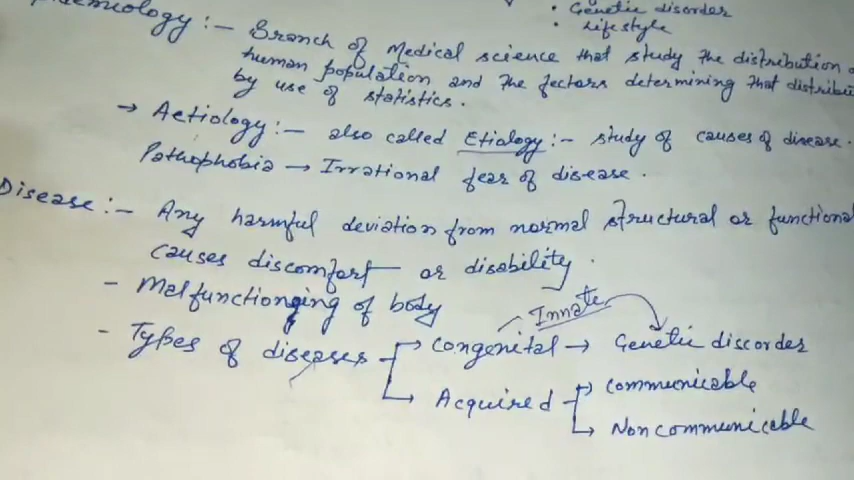 • Genetic disorder
• Lifestyle
:– Branch of Medical science that study the distribution
human population and the factors determining that
by use of statistics.
→ Aetiology :– also called Etiology :– study of causes of disease.
Pathophobia → Irrational fear of disease.
Disease :– Any harmful deviation from normal structural or functional
causes discomfort or disability.
- Malfunctionging of body
Innate
- Types of diseases → Congenital → Genetic discorder
→ Acquired → Communicable
→ Noncommunicable